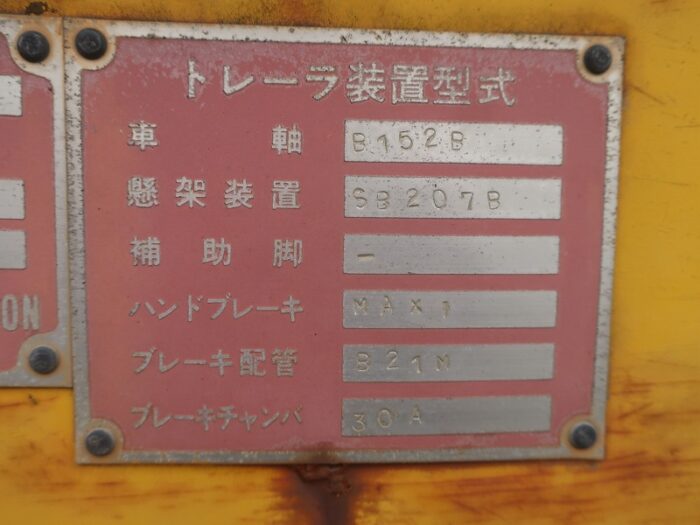 トレーラ装置型式
車軸 B152B
懸架装置 SB207B
補助脚 -
ハンドブレーキ MAX1
ブレーキ配管 B21M
ブレーキチャンバ 30A
ON